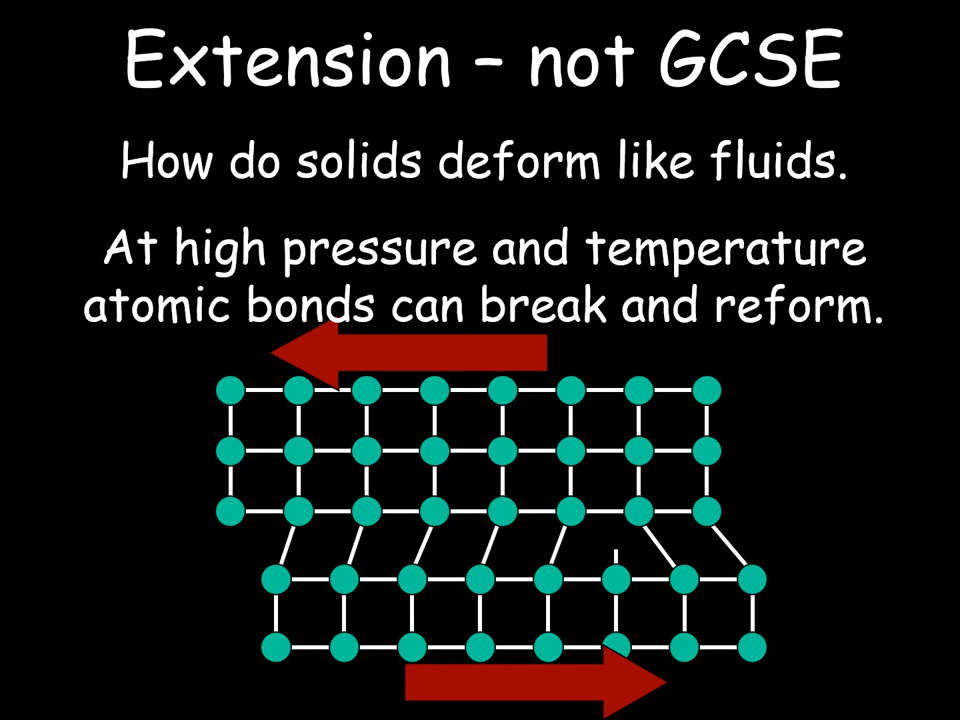 Extension – not GCSE
How do solids deform like fluids.
At high pressure and temperature
atomic bonds can break and reform.